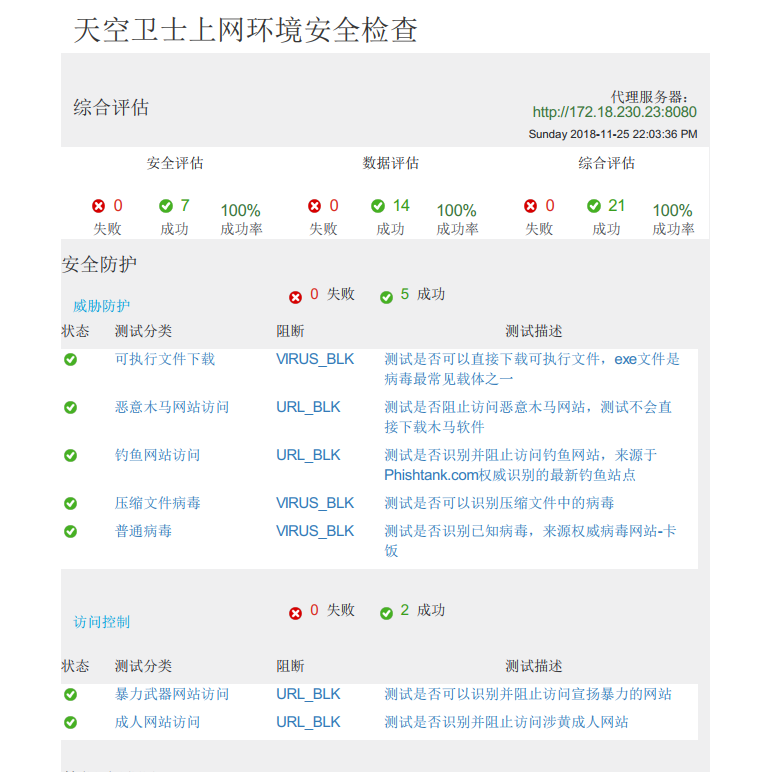 天空卫士上网环境安全检查
综合评估
代理服务器：
http://172.18.230.23:8080
Sunday 2018-11-25 22:03:36 PM
安全评估 数据评估 综合评估
0 7 100% 0 14 100% 0 21 100%
失败 成功 成功率 失败 成功 成功率 失败 成功 成功率
安全防护
威胁防护 0 失败 5 成功
状态 测试分类 阻断 测试描述
可执行文件下载 VIRUS_BLK 测试是否可以直接下载可执行文件，exe文件是
病毒最常见载体之一
恶意木马网站访问 URL_BLK 测试是否阻止访问恶意木马网站，测试不会直
接下载木马软件
钓鱼网站访问 URL_BLK 测试是否识别并阻止访问钓鱼网站，来源于
Phishtank.com权威识别的最新钓鱼站点
压缩文件病毒 VIRUS_BLK 测试是否可以识别压缩文件中的病毒
普通病毒 VIRUS_BLK 测试是否识别已知病毒，来源权威病毒网站-卡
饭
访问控制 0 失败 2 成功
状态 测试分类 阻断 测试描述
暴力武器网站访问 URL_BLK 测试是否可以识别并阻止访问宣扬暴力的网站
成人网站访问 URL_BLK 测试是否识别并阻止访问涉黄成人网站